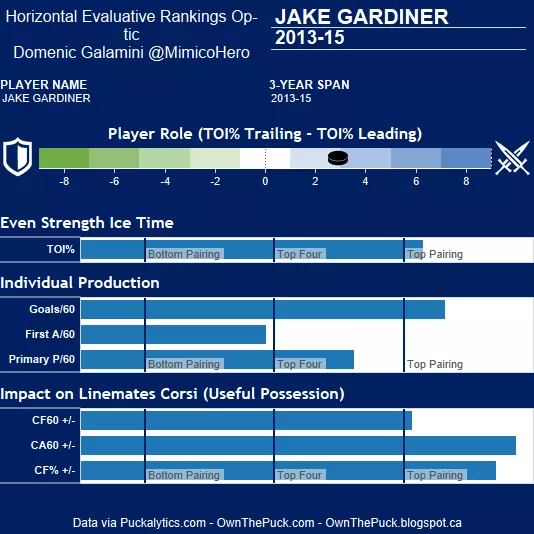 Horizontal Evaluative Rankings Op-
tic
Domenic Galamini @MimicoHero
JAKE GARDINER
2013-15
PLAYER NAME
JAKE GARDINER
3-YEAR SPAN
2013-15
Player Role (TOI% Trailing - TOI% Leading)
-8 -6 -4 -2 0 2 4 6 8
Even Strength Ice Time
TOI%
Bottom Pairing Top Four Top Pairing
Individual Production
Goals/60
First A/60
Primary P/60
Bottom Pairing Top Four Top Pairing
Impact on Linemates Corsi (Useful Possession)
CF60 +/-
CA60 +/-
CF% +/-
Bottom Pairing Top Four Top Pairing
Data via Puckalytics.com - OwnThePuck.com - OwnThePuck.blogspot.ca